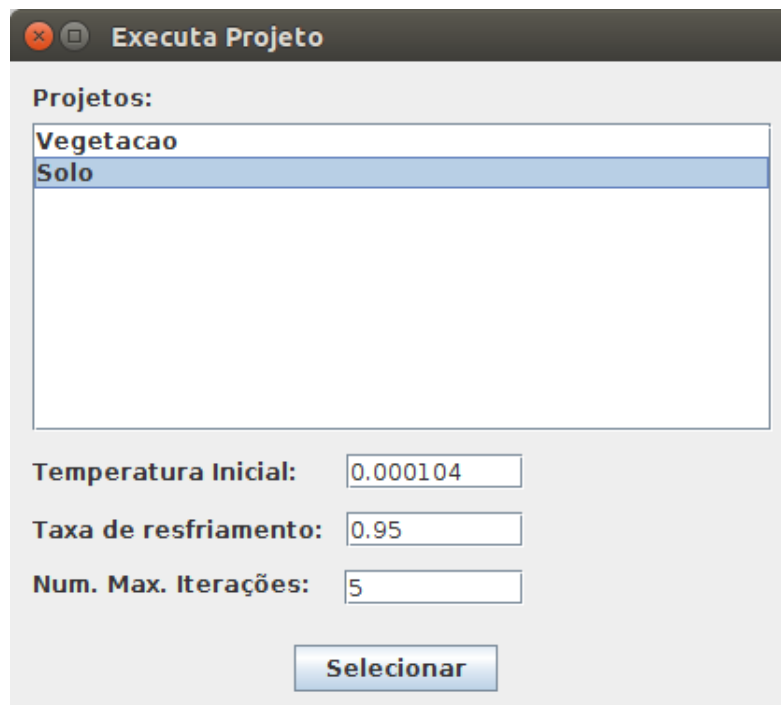 Executa Projeto
Projetos:
Vegetacao
Solo
Temperatura Inicial: 0.000104
Taxa de resfriamento: 0.95
Num. Max. Iterações: 5
Selecionar